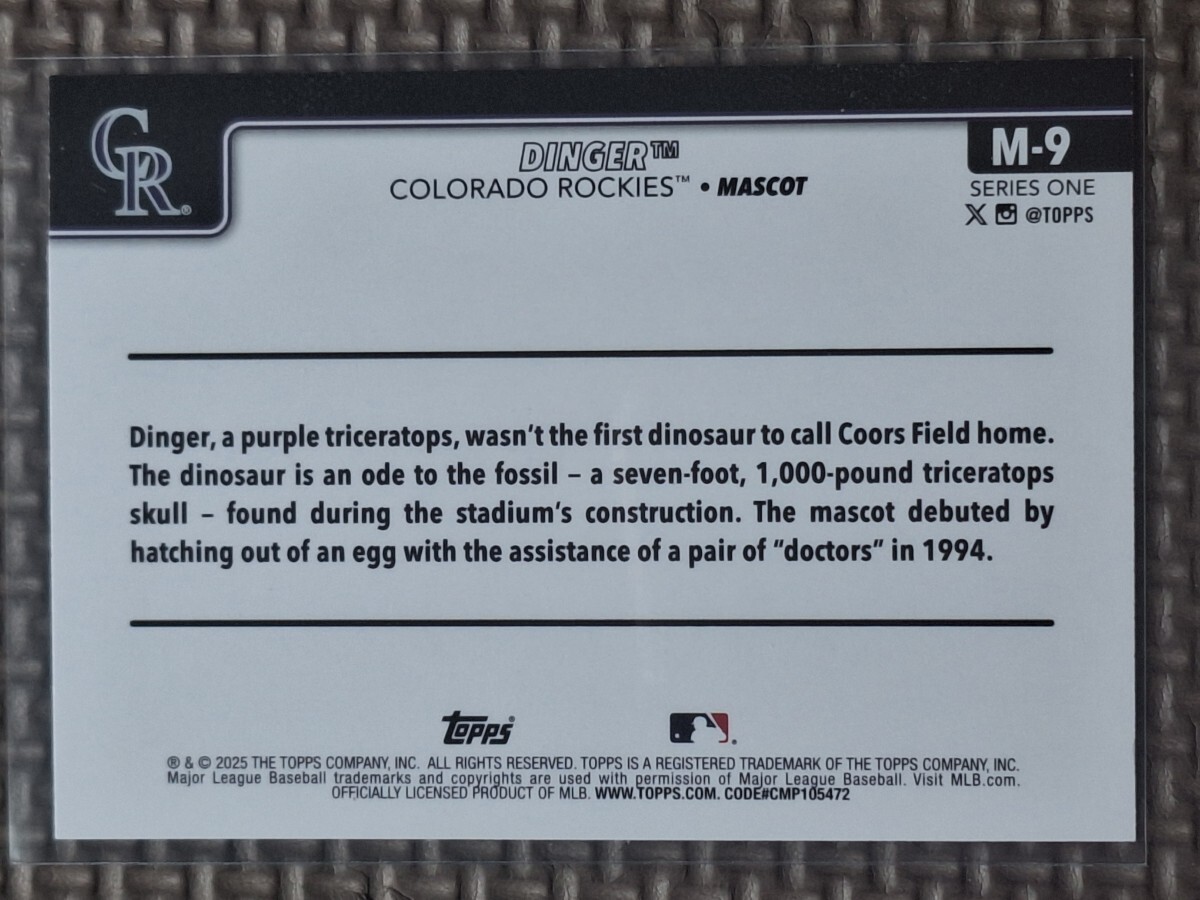 CR®
DINGER™
COLORADO ROCKIES™ • MASCOT
M-9
SERIES ONE
X @TOPPS
Dinger, a purple triceratops, wasn't the first dinosaur to call Coors Field home.
The dinosaur is an ode to the fossil – a seven-foot, 1,000-pound triceratops
skull – found during the stadium's construction. The mascot debuted by
hatching out of an egg with the assistance of a pair of "doctors" in 1994.
Topps®
® & © 2025 THE TOPPS COMPANY, INC. ALL RIGHTS RESERVED. TOPPS IS A REGISTERED TRADEMARK OF THE TOPPS COMPANY, INC.
Major League Baseball trademarks and copyrights are used with permission of Major League Baseball. Visit MLB.com.
OFFICIALLY LICENSED PRODUCT OF MLB. WWW.TOPPS.COM. CODE#CMP105472